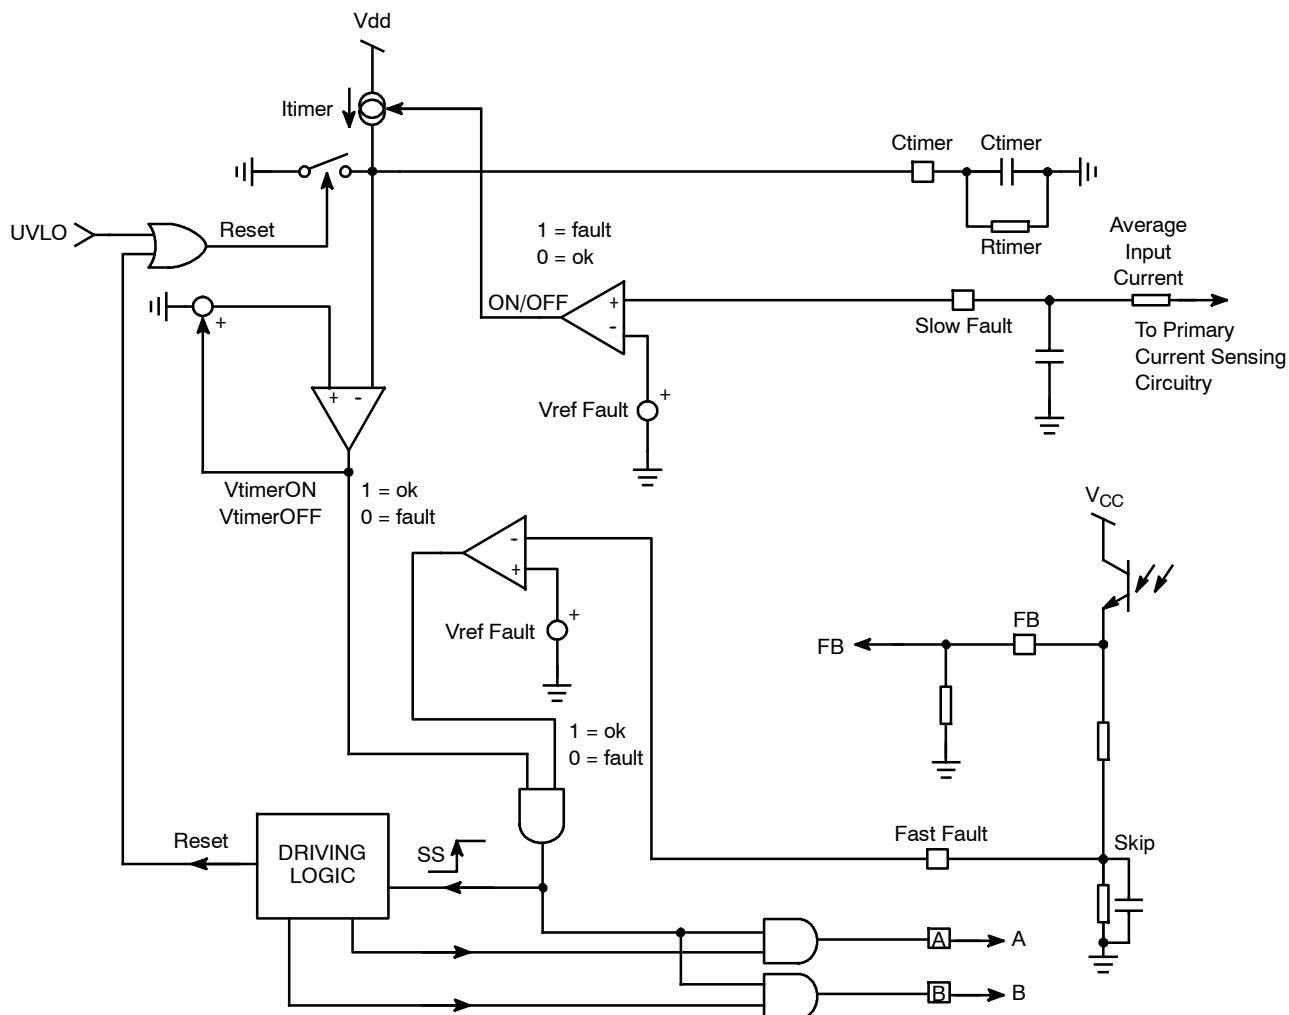 Vdd
Itimer
Ctimer
Ctimer
Rtimer
UVLO
Reset
1 = fault
0 = ok
Average
Input
Current
ON/OFF
+
-
Slow Fault
To Primary
Current Sensing
Circuitry
+
+ -
Vref Fault
+
VtimerON
VtimerOFF
1 = ok
0 = fault
VCC
-
+
Vref Fault
+
FB
FB
1 = ok
0 = fault
Reset
DRIVING
LOGIC
SS
Fast Fault
Skip
A
A
B
B